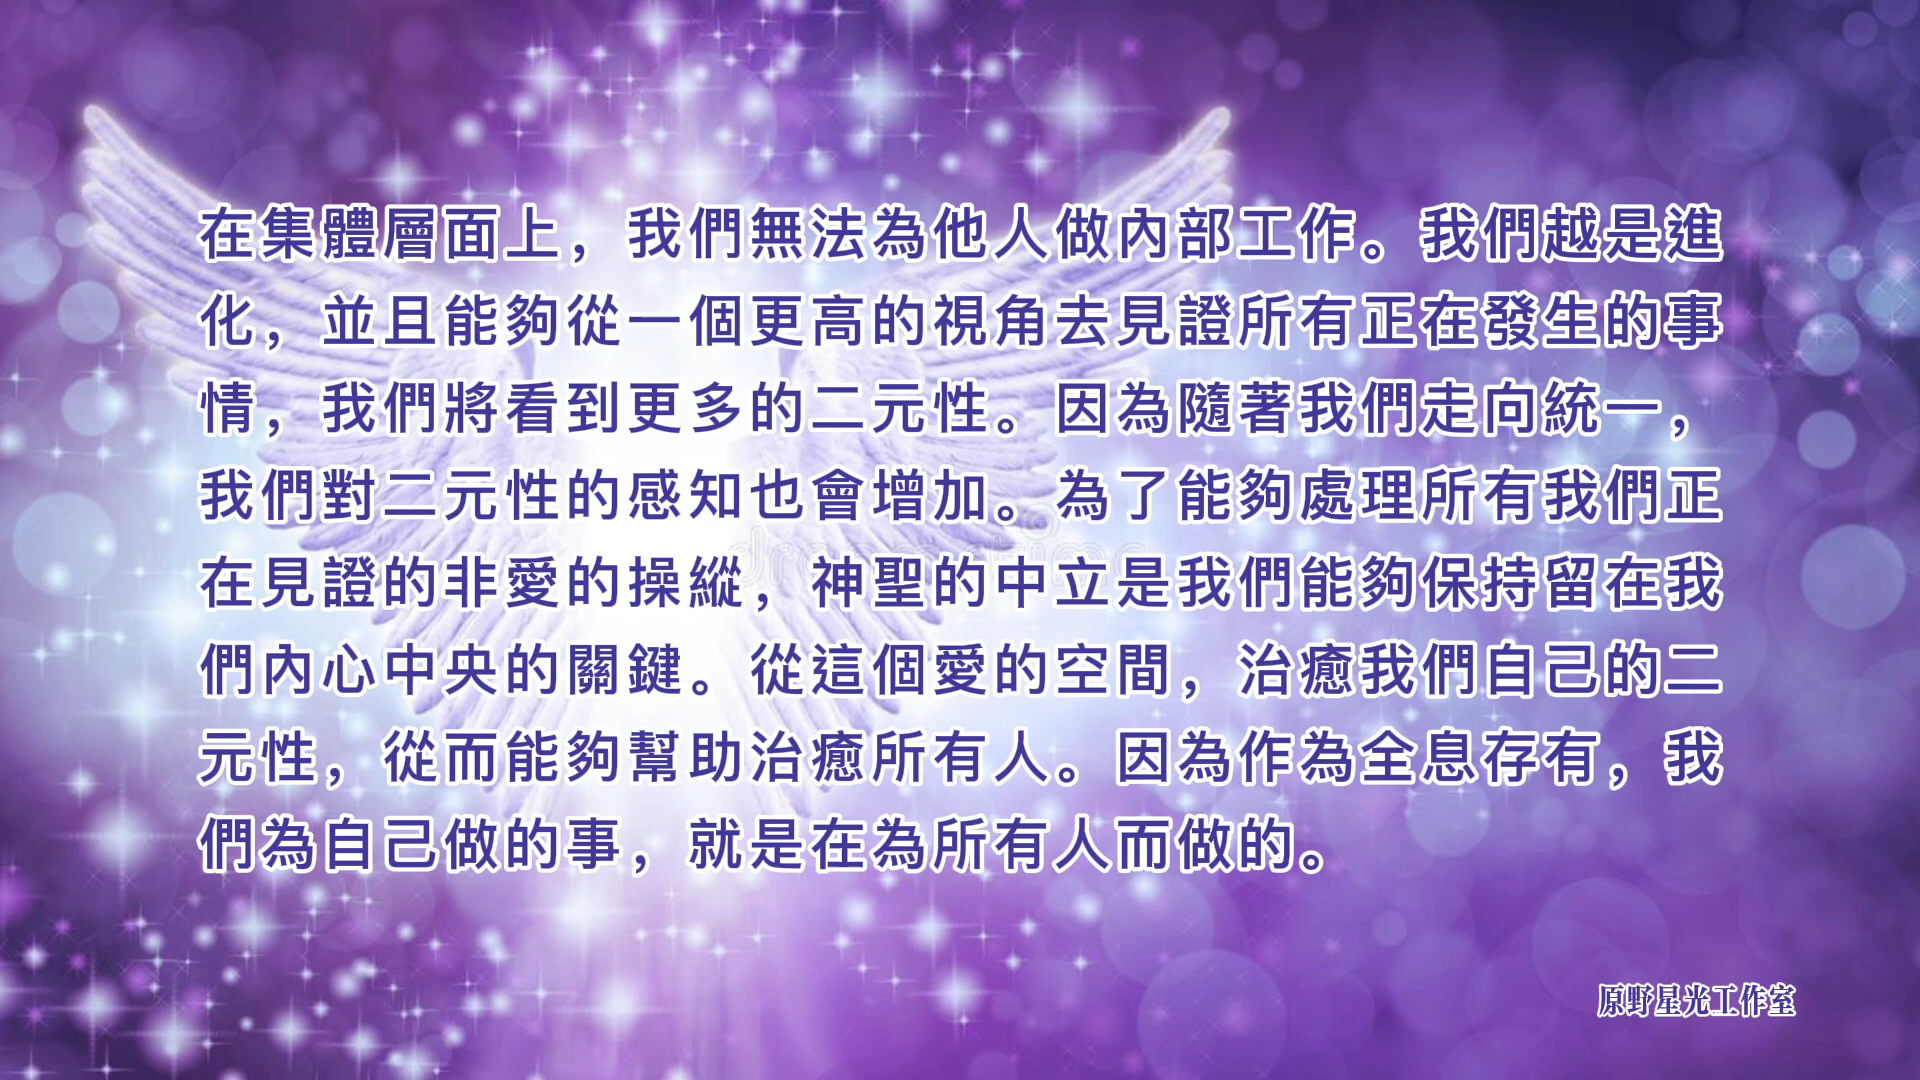 在集體層面上，我們無法為他人做內部工作。我們越是進
化，並且能夠從一個更高的視角去見證所有正在發生的事
情，我們將看到更多的二元性。因為隨著我們走向統一，
我們對二元性的感知也會增加。為了能夠處理所有我們正
在見證的非愛的操縱，神聖的中立是我們能夠保持留在我
們內心中央的關鍵。從這個愛的空間，治癒我們自己的二
元性，從而能夠幫助治癒所有人。因為作為全息存有，我
們為自己做的事，就是在為所有人而做的。
原野星光工作室